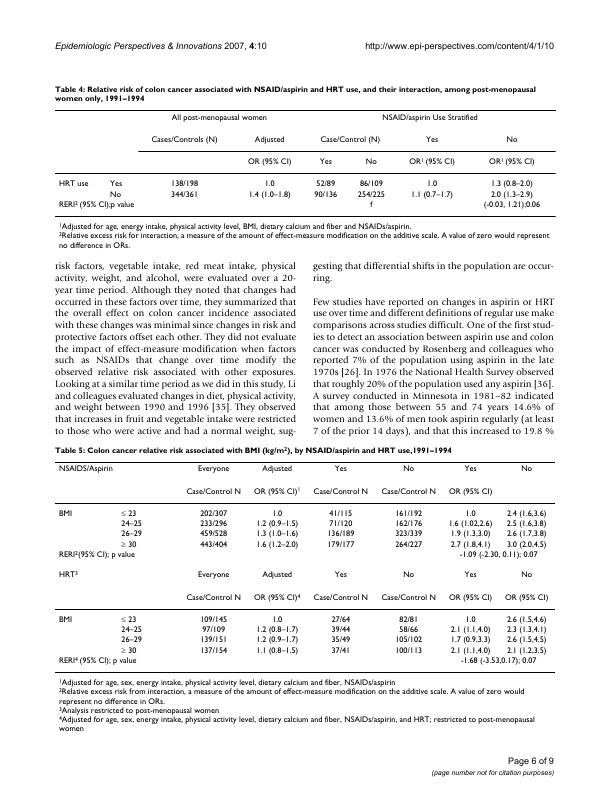 Epidemiologic Perspectives & Innovations 2007, 4:10 http://www.epi-perspectives.com/content/4/1/10
Table 4: Relative risk of colon cancer associated with NSAID/aspirin and HRT use, and their interaction, among post-menopausal
women only, 1991–1994
All post-menopausal women NSAID/aspirin Use Stratified
Cases/Controls (N) Adjusted Case/Control (N) Yes No
OR (95% CI) Yes No OR¹ (95% CI) OR¹ (95% CI)
HRT use Yes 138/198 1.0 52/89 86/109 1.0 1.3 (0.8–2.0)
No 344/361 1.4 (1.0–1.8) 90/136 254/225 1.1 (0.7–1.7) 2.0 (1.3–2.9)
RERI² (95% CI);p value f (-0.03, 1.21);0.06
¹Adjusted for age, energy intake, physical activity level, BMI, dietary calcium and fiber and NSAIDs/aspirin.
²Relative excess risk for interaction, a measure of the amount of effect-measure modification on the additive scale. A value of zero would represent
no difference in ORs.
risk factors, vegetable intake, red meat intake, physical
activity, weight, and alcohol, were evaluated over a 20-
year time period. Although they noted that changes had
occurred in these factors over time, they summarized that
the overall effect on colon cancer incidence associated
with these changes was minimal since changes in risk and
protective factors offset each other. They did not evaluate
the impact of effect-measure modification when factors
such as NSAIDs that change over time modify the
observed relative risk associated with other exposures.
Looking at a similar time period as we did in this study, Li
and colleagues evaluated changes in diet, physical activity,
and weight between 1990 and 1996 [35]. They observed
that increases in fruit and vegetable intake were restricted
to those who were active and had a normal weight, sug-
gesting that differential shifts in the population are occur-
ring.
Few studies have reported on changes in aspirin or HRT
use over time and different definitions of regular use make
comparisons across studies difficult. One of the first stud-
ies to detect an association between aspirin use and colon
cancer was conducted by Rosenberg and colleagues who
reported 7% of the population using aspirin in the late
1970s [26]. In 1976 the National Health Survey observed
that roughly 20% of the population used any aspirin [36].
A survey conducted in Minnesota in 1981–82 indicated
that among those between 55 and 74 years 14.6% of
women and 13.6% of men took aspirin regularly (at least
7 of the prior 14 days), and that this increased to 19.8 %
Table 5: Colon cancer relative risk associated with BMI (kg/m²), by NSAID/aspirin and HRT use,1991–1994
NSAIDS/Aspirin Everyone Adjusted Yes No Yes No
Case/Control N OR (95% CI)¹ Case/Control N Case/Control N OR (95% CI)
BMI ≤ 23 202/307 1.0 41/115 161/192 1.0 2.4 (1.6,3.6)
24–25 233/296 1.2 (0.9–1.5) 71/120 162/176 1.6 (1.02,2.6) 2.5 (1.6,3.8)
26–29 459/528 1.3 (1.0–1.6) 136/189 323/339 1.9 (1.3,3.0) 2.6 (1.7,3.8)
≥ 30 443/404 1.6 (1.2–2.0) 179/177 264/227 2.7 (1.8,4.1) 3.0 (2.0,4.5)
RERI²(95% CI); p value -1.09 (-2.30, 0.11); 0.07
HRT³ Everyone Adjusted Yes No Yes No
Case/Control N OR (95% CI)⁴ Case/Control N Case/Control N OR (95% CI) OR (95% CI)
BMI ≤ 23 109/145 1.0 27/64 82/81 1.0 2.6 (1.5,4.6)
24–25 97/109 1.2 (0.8–1.7) 39/44 58/66 2.1 (1.1,4.0) 2.3 (1.3,4.1)
26–29 139/151 1.2 (0.9–1.7) 35/49 105/102 1.7 (0.9,3.3) 2.6 (1.5,4.5)
≥ 30 137/154 1.1 (0.8–1.5) 37/41 100/113 2.1 (1.1,4.0) 2.1 (1.2,3.5)
RERI⁴ (95% CI); p value -1.68 (-3.53,0.17); 0.07
¹Adjusted for age, sex, energy intake, physical activity level, dietary calcium and fiber, NSAIDs/aspirin
²Relative excess risk from interaction, a measure of the amount of effect-measure modification on the additive scale. A value of zero would
represent no difference in ORs.
³Analysis restricted to post-menopausal women
⁴Adjusted for age, sex, energy intake, physical activity level, dietary calcium and fiber, NSAIDs/aspirin, and HRT; restricted to post-menopausal
women
Page 6 of 9
(page number not for citation purposes)